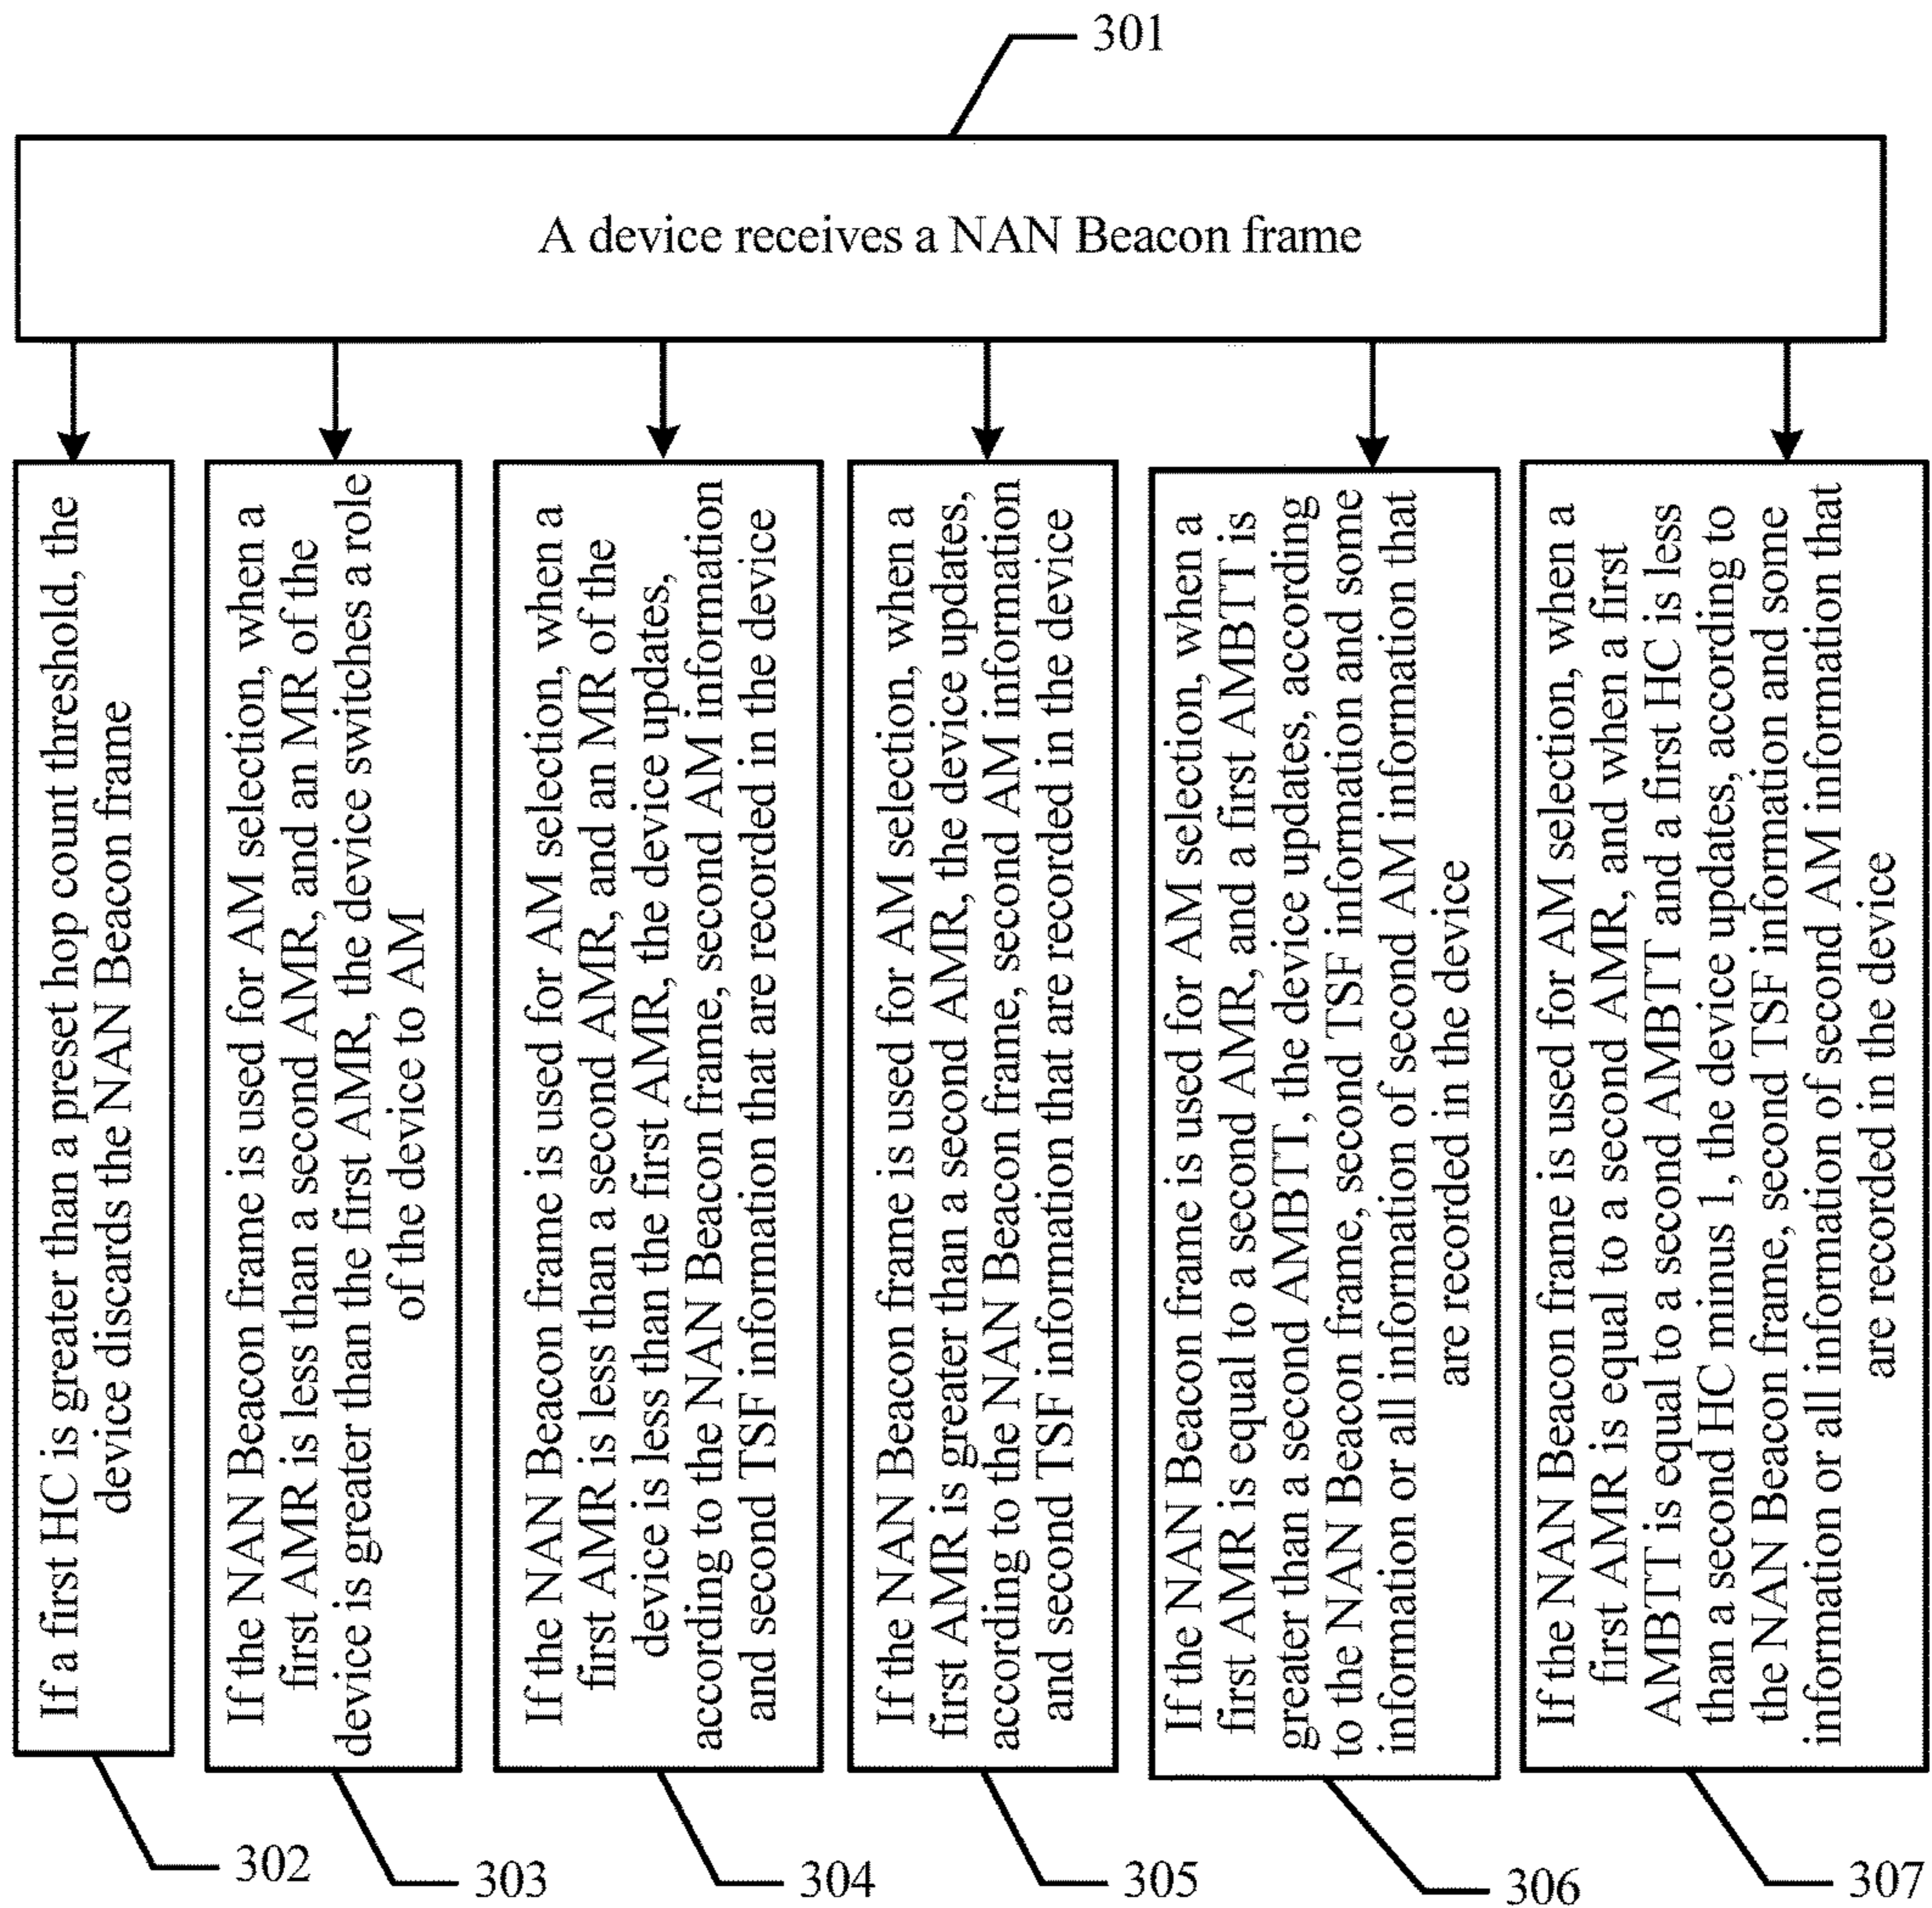 301
A device receives a NAN Beacon frame
If a first HC is greater than a preset hop count threshold, the
device discards the NAN Beacon frame
If the NAN Beacon frame is used for AM selection, when a
first AMR is less than a second AMR, and an MR of the
device is greater than the first AMR, the device switches a role
of the device to AM
If the NAN Beacon frame is used for AM selection, when a
first AMR is less than a second AMR, and an MR of the
device is less than the first AMR, the device updates,
according to the NAN Beacon frame, second AM information
and second TSF information that are recorded in the device
If the NAN Beacon frame is used for AM selection, when a
first AMR is greater than a second AMR, the device updates,
according to the NAN Beacon frame, second AM information
and second TSF information that are recorded in the device
If the NAN Beacon frame is used for AM selection, when a
first AMR is equal to a second AMR, and a first AMBTT is
greater than a second AMBTT, the device updates, according
to the NAN Beacon frame, second TSF information and some
information or all information of second AM information that
are recorded in the device
If the NAN Beacon frame is used for AM selection, when a
first AMR is equal to a second AMR, and when a first
AMBTT is equal to a second AMBTT and a first HC is less
than a second HC minus 1, the device updates, according to
the NAN Beacon frame, second TSF information and some
information or all information of second AM information that
are recorded in the device
302
303
304
305
306
307